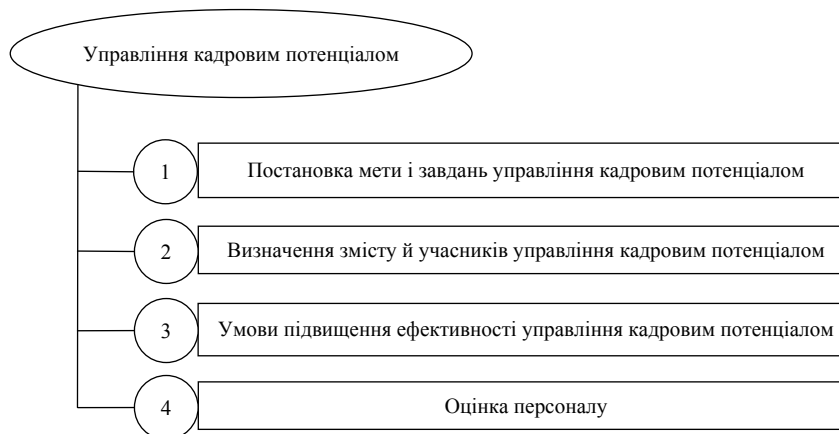 Управління кадровим потенціалом
1 Постановка мети і завдань управління кадровим потенціалом
2 Визначення змісту й учасників управління кадровим потенціалом
3 Умови підвищення ефективності управління кадровим потенціалом
4 Оцінка персоналу